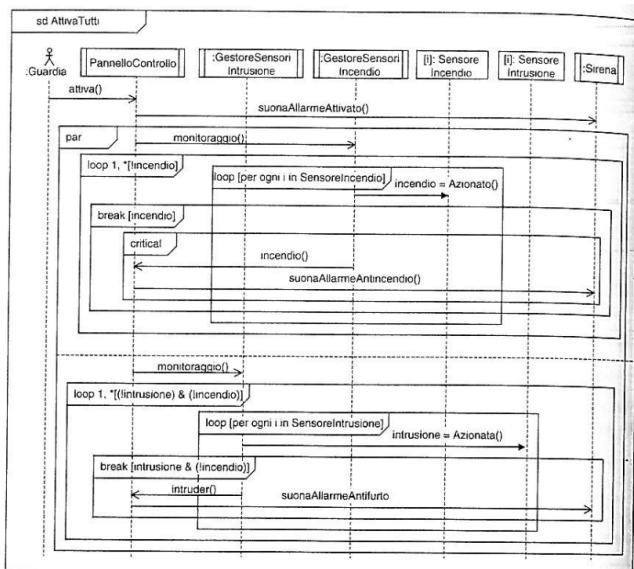 sd AttivaTutti
:Guardia
PannelloControllo
:GestoreSensori
Intrusione
:GestoreSensori
Incendio
[i]: Sensore
Incendio
[i]: Sensore
Intrusione
:Sirena
attiva()
suonaAllarmeAttivato()
par
monitoraggio()
loop 1, *[!incendio]
loop [per ogni i in SensoreIncendio]
incendio = Azionato()
break [incendio]
critical
incendio()
suonaAllarmeAntincendio()
monitoraggio()
loop 1, *[(!intrusione) & (!incendio)]
loop [per ogni i in SensoreIntrusione]
intrusione = Azionata()
break [intrusione & (!incendio)]
intruder()
suonaAllarmeAntifurto